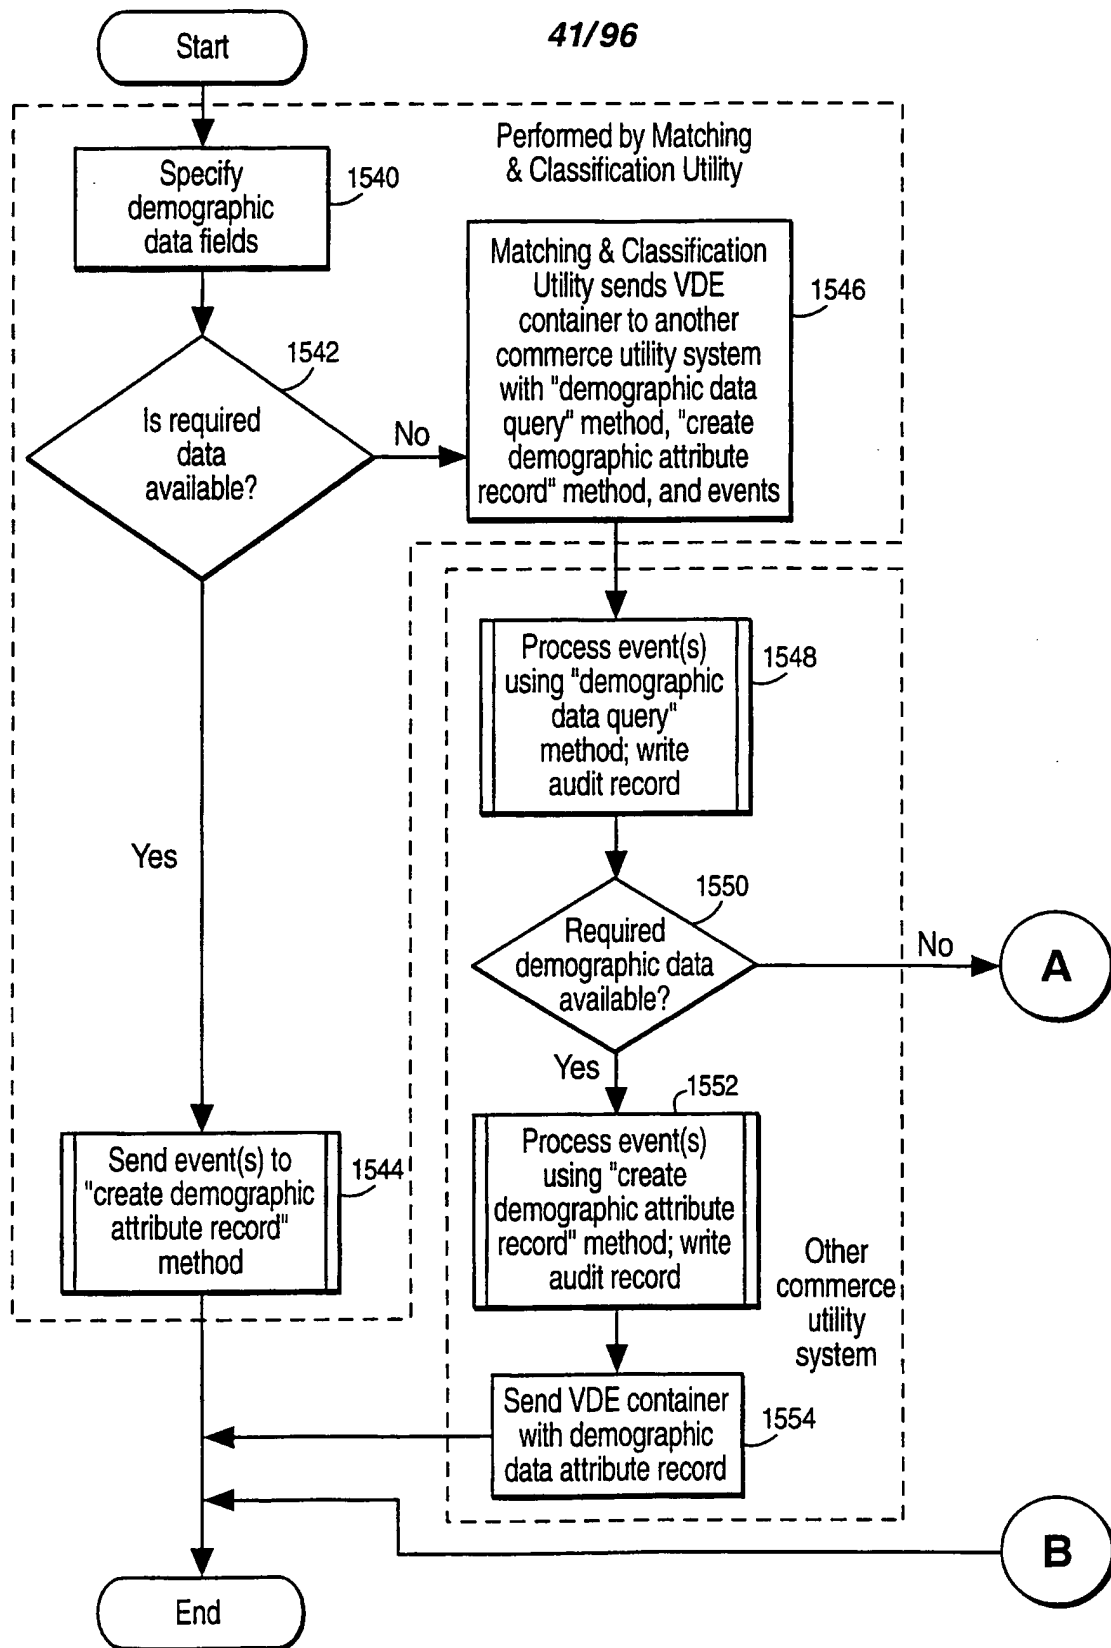 41/96
Start
Performed by Matching
& Classification Utility
Specify
demographic
data fields
1540
Matching & Classification
Utility sends VDE
container to another
commerce utility system
with "demographic data
query" method, "create
demographic attribute
record" method, and events
1546
1542
Is required
data
available?
No
Process event(s)
using "demographic
data query"
method; write
audit record
1548
Yes
1550
Required
demographic data
available?
No
A
Yes
1552
Process event(s)
using "create
demographic attribute
record" method; write
audit record
Send event(s) to
"create demographic
attribute record"
method
1544
Other
commerce
utility
system
Send VDE container
with demographic
data attribute record
1554
B
End